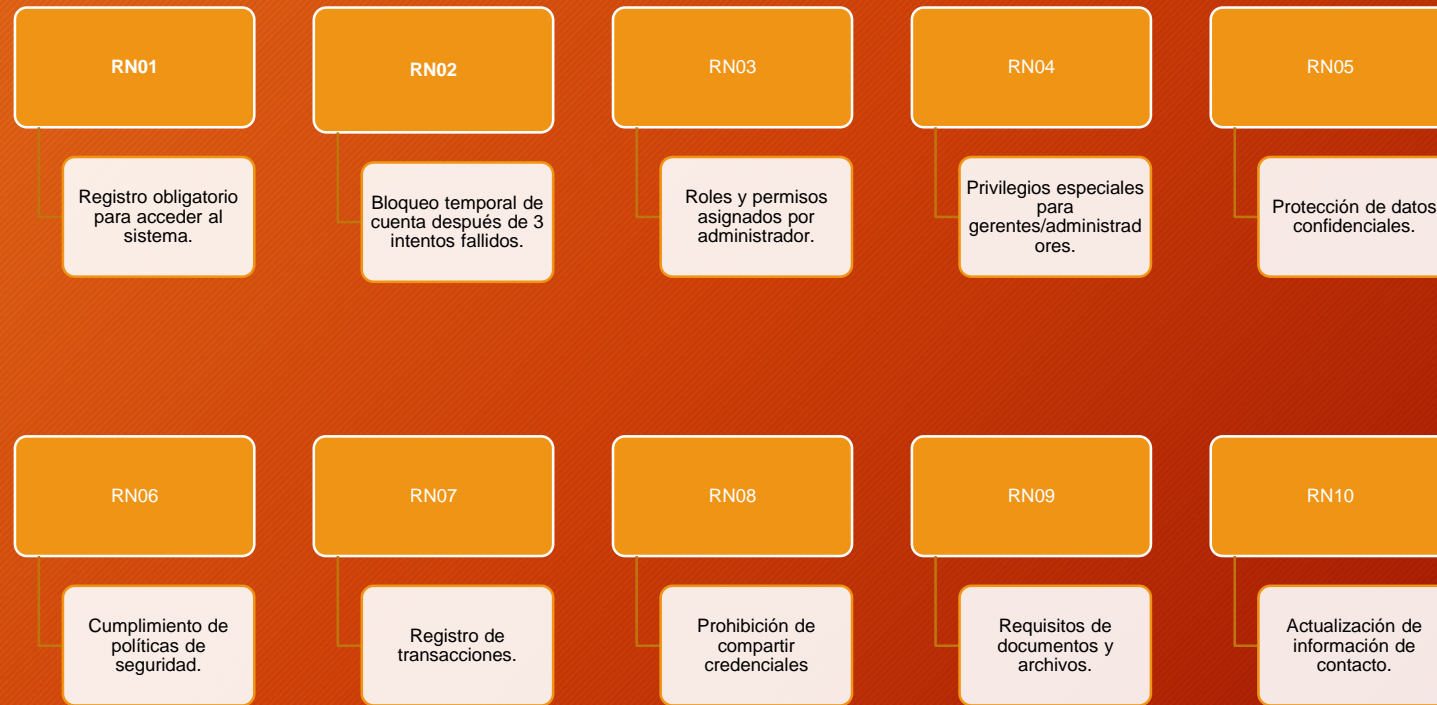 RN01
Registro obligatorio
para acceder al
sistema.
RN02
Bloqueo temporal de
cuenta después de 3
intentos fallidos.
RN03
Roles y permisos
asignados por
administrador.
RN04
Privilegios especiales
para
gerentes/administrad
ores.
RN05
Protección de datos
confidenciales.
RN06
Cumplimiento de
políticas de
seguridad.
RN07
Registro de
transacciones.
RN08
Prohibición de
compartir
credenciales
RN09
Requisitos de
documentos y
archivos.
RN10
Actualización de
información de
contacto.